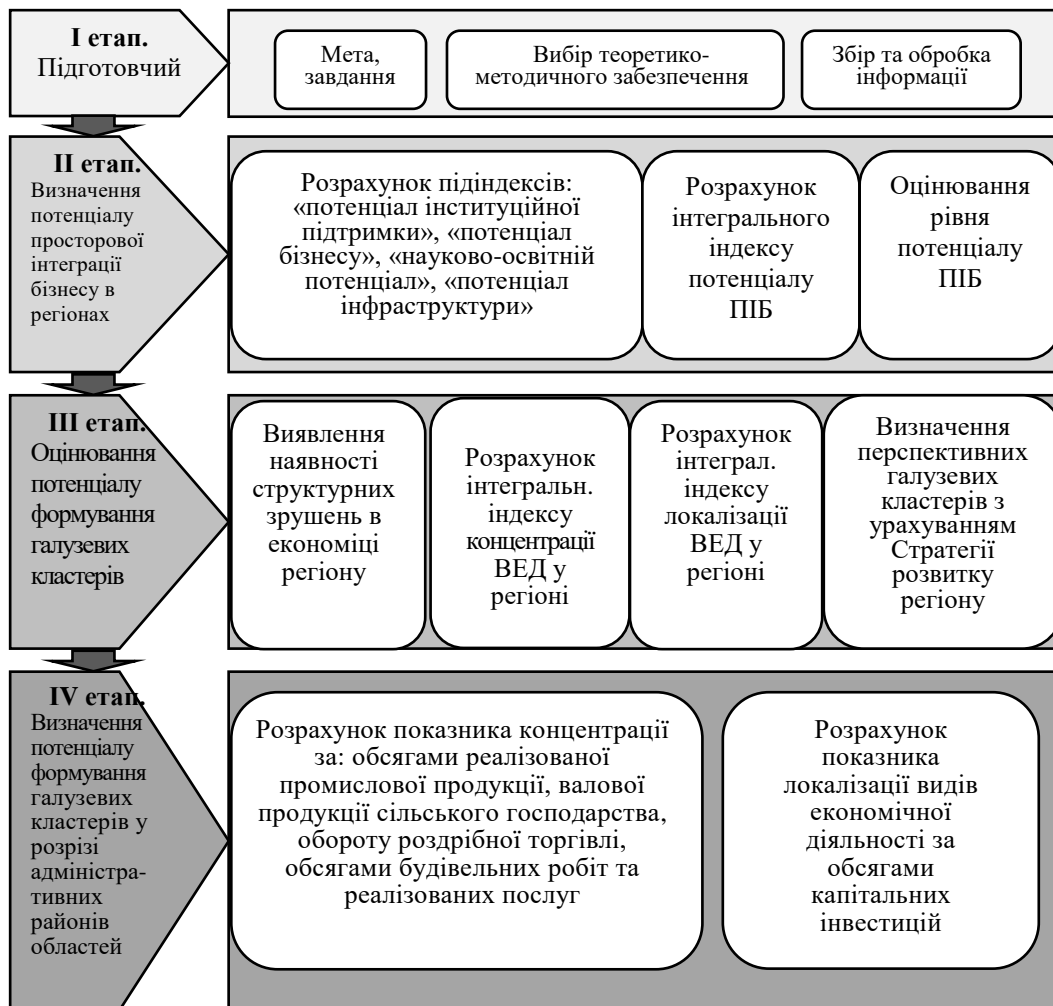 І етап.
Підготовчий
Мета,
завдання
Вибір теоретико-
методичного забезпечення
Збір та обробка
інформації
ІІ етап.
Визначення
потенціалу
просторової
інтеграції
бізнесу в
регіонах
Розрахунок підіндексів:
«потенціал інституційної
підтримки», «потенціал
бізнесу», «науково-освітній
потенціал», «потенціал
інфраструктури»
Розрахунок
інтегрального
індексу
потенціалу
ПІБ
Оцінювання
рівня
потенціалу
ПІБ
ІІІ етап.
Оцінювання
потенціалу
формування
галузевих
кластерів
Виявлення
наявності
структурних
зрушень в
економіці
регіону
Розрахунок
інтегральн.
індексу
концентрації
ВЕД у
регіоні
Розрахунок
інтеграл.
індексу
локалізації
ВЕД у
регіоні
Визначення
перспективних
галузевих
кластерів з
урахуванням
Стратегії
розвитку
регіону
IV етап.
Визначення
потенціалу
формування
галузевих
кластерів у
розрізі
адміністра-
тивних
районів
областей
Розрахунок показника концентрації
за: обсягами реалізованої
промислової продукції, валової
продукції сільського господарства,
обороту роздрібної торгівлі,
обсягами будівельних робіт та
реалізованих послуг
Розрахунок
показника
локалізації видів
економічної
діяльності за
обсягами
капітальних
інвестицій